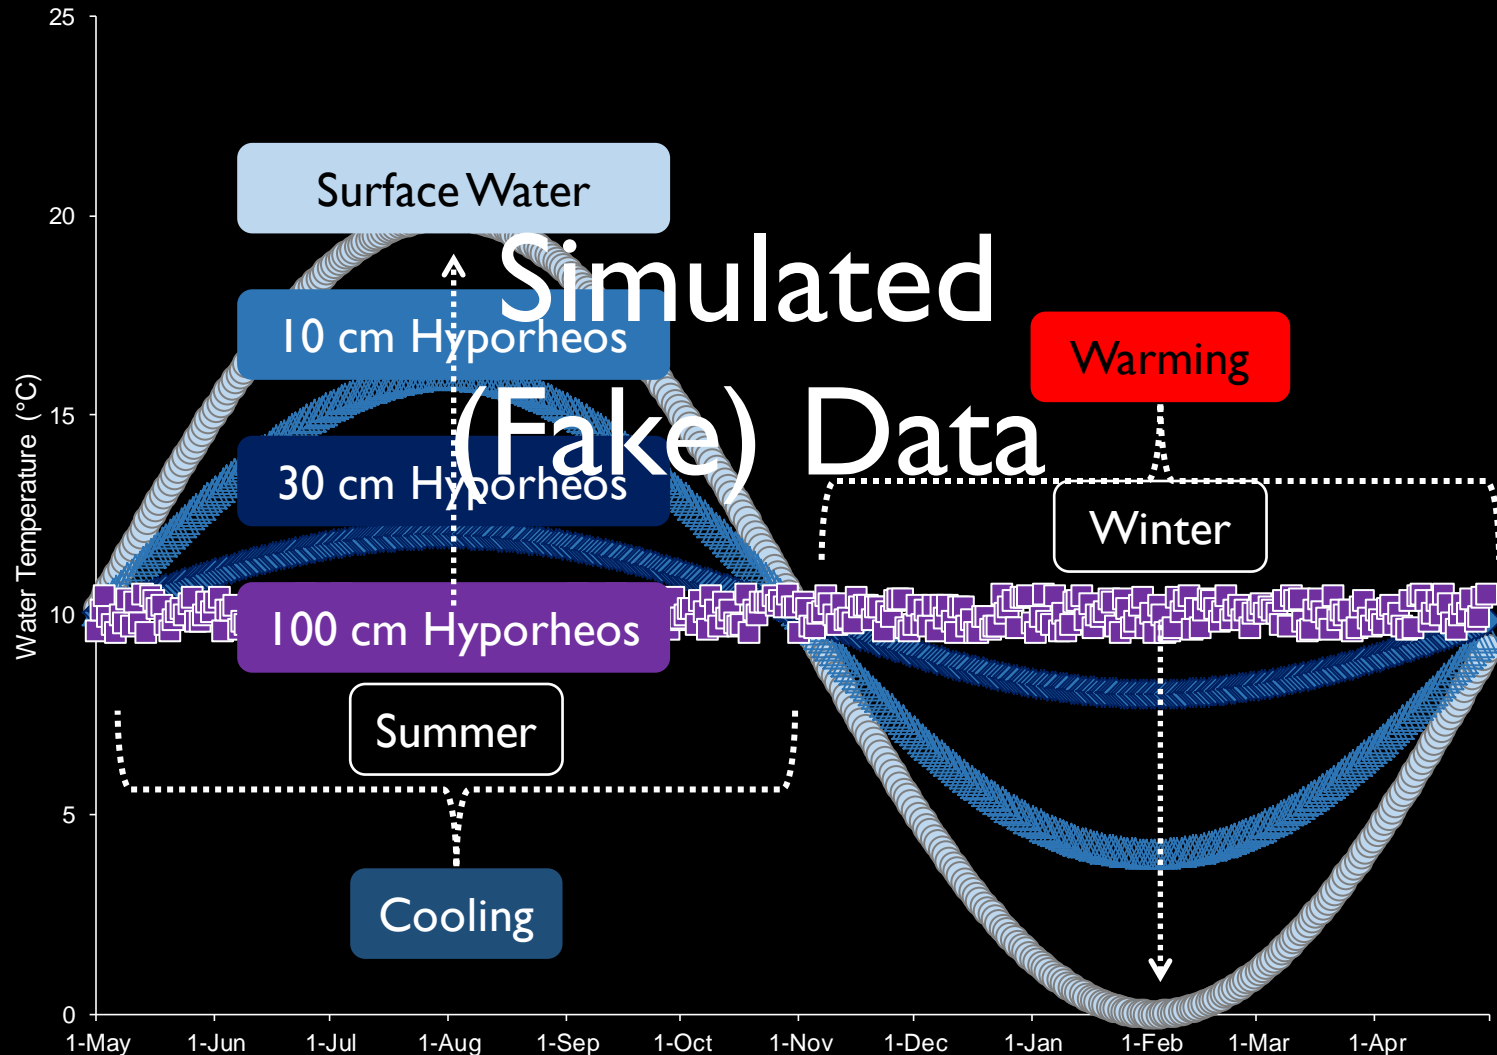 25
Surface Water
20
Simulated
10 cm Hyporheos
Warming
15
(Fake) Data
30 cm Hyporheos
Winter
Water Temperature (°C)
10
100 cm Hyporheos
Summer
5
Cooling
0
1-May 1-Jun 1-Jul 1-Aug 1-Sep 1-Oct 1-Nov 1-Dec 1-Jan 1-Feb 1-Mar 1-Apr